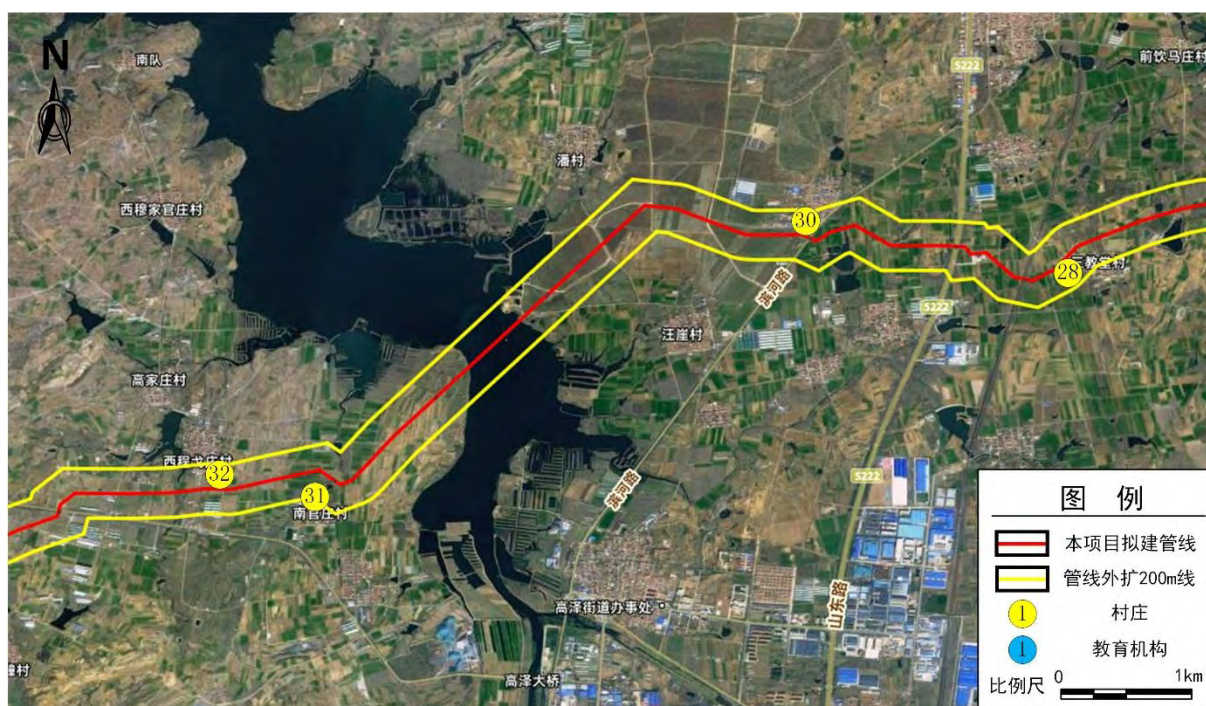 N
南队
前饮马庄村
S222
潘村
西穆家官庄村
30
28
三教堂村
滨河路
S222
汪崖村
高家庄村
西程戈庄村
32
31
南官庄村
滨河路
S222
山东路
高泽街道办事处
高泽大桥
疃村
图 例
本项目拟建管线
管线外扩200m线
1 村庄
1 教育机构
比例尺 0 1km